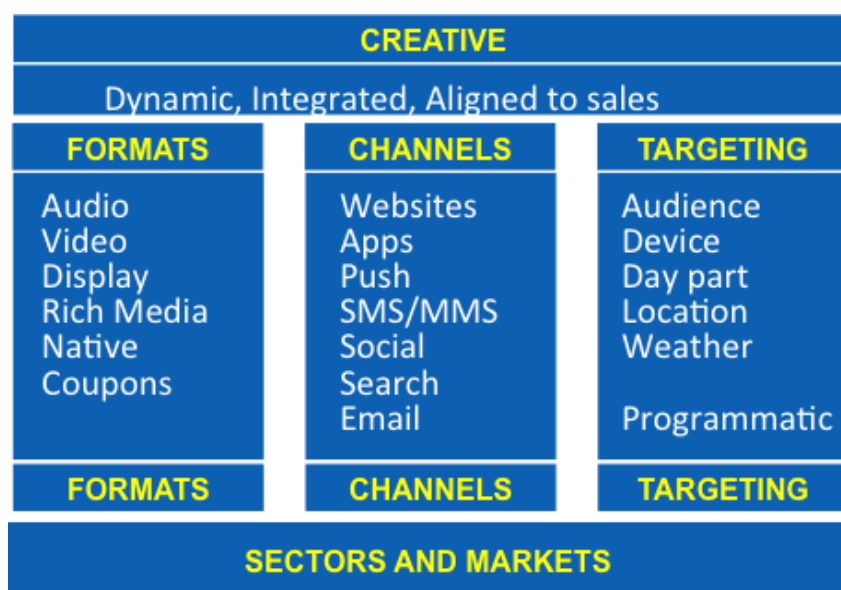 CREATIVE
Dynamic, Integrated, Aligned to sales
FORMATS
Audio
Video
Display
Rich Media
Native
Coupons
FORMATS
CHANNELS
Websites
Apps
Push
SMS/MMS
Social
Search
Email
CHANNELS
TARGETING
Audience
Device
Day part
Location
Weather
Programmatic
TARGETING
SECTORS AND MARKETS